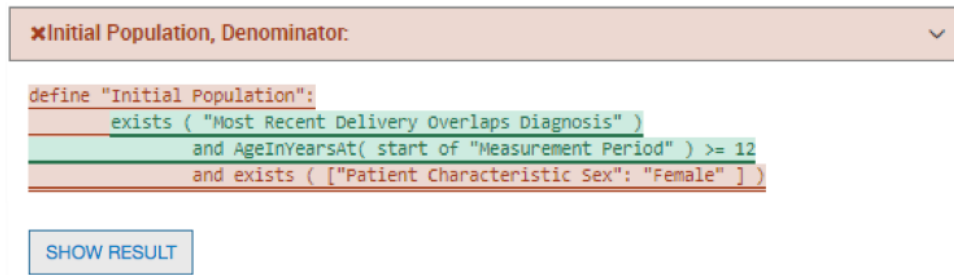 ×Initial Population, Denominator:
define "Initial Population":
exists ( "Most Recent Delivery Overlaps Diagnosis" )
and AgeInYearsAt( start of "Measurement Period" ) >= 12
and exists ( ["Patient Characteristic Sex": "Female" ] )
SHOW RESULT